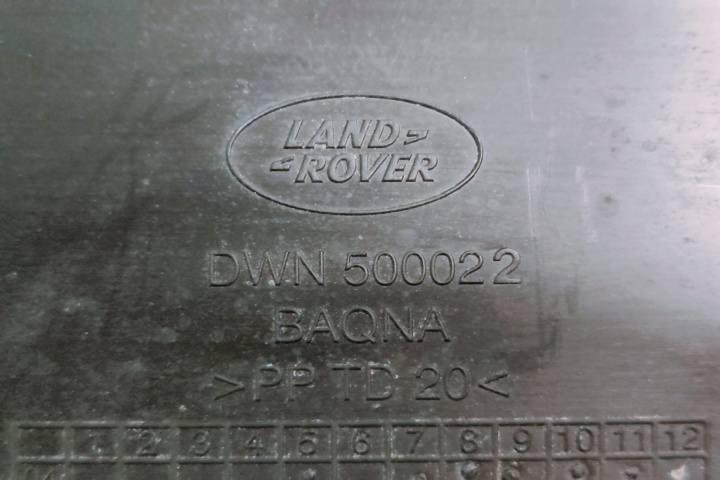 LAND
ROVER
DWN 500022
BAQNA
>PP TD 20<
1 2 3 4 5 6 7 8 9 10 11 12